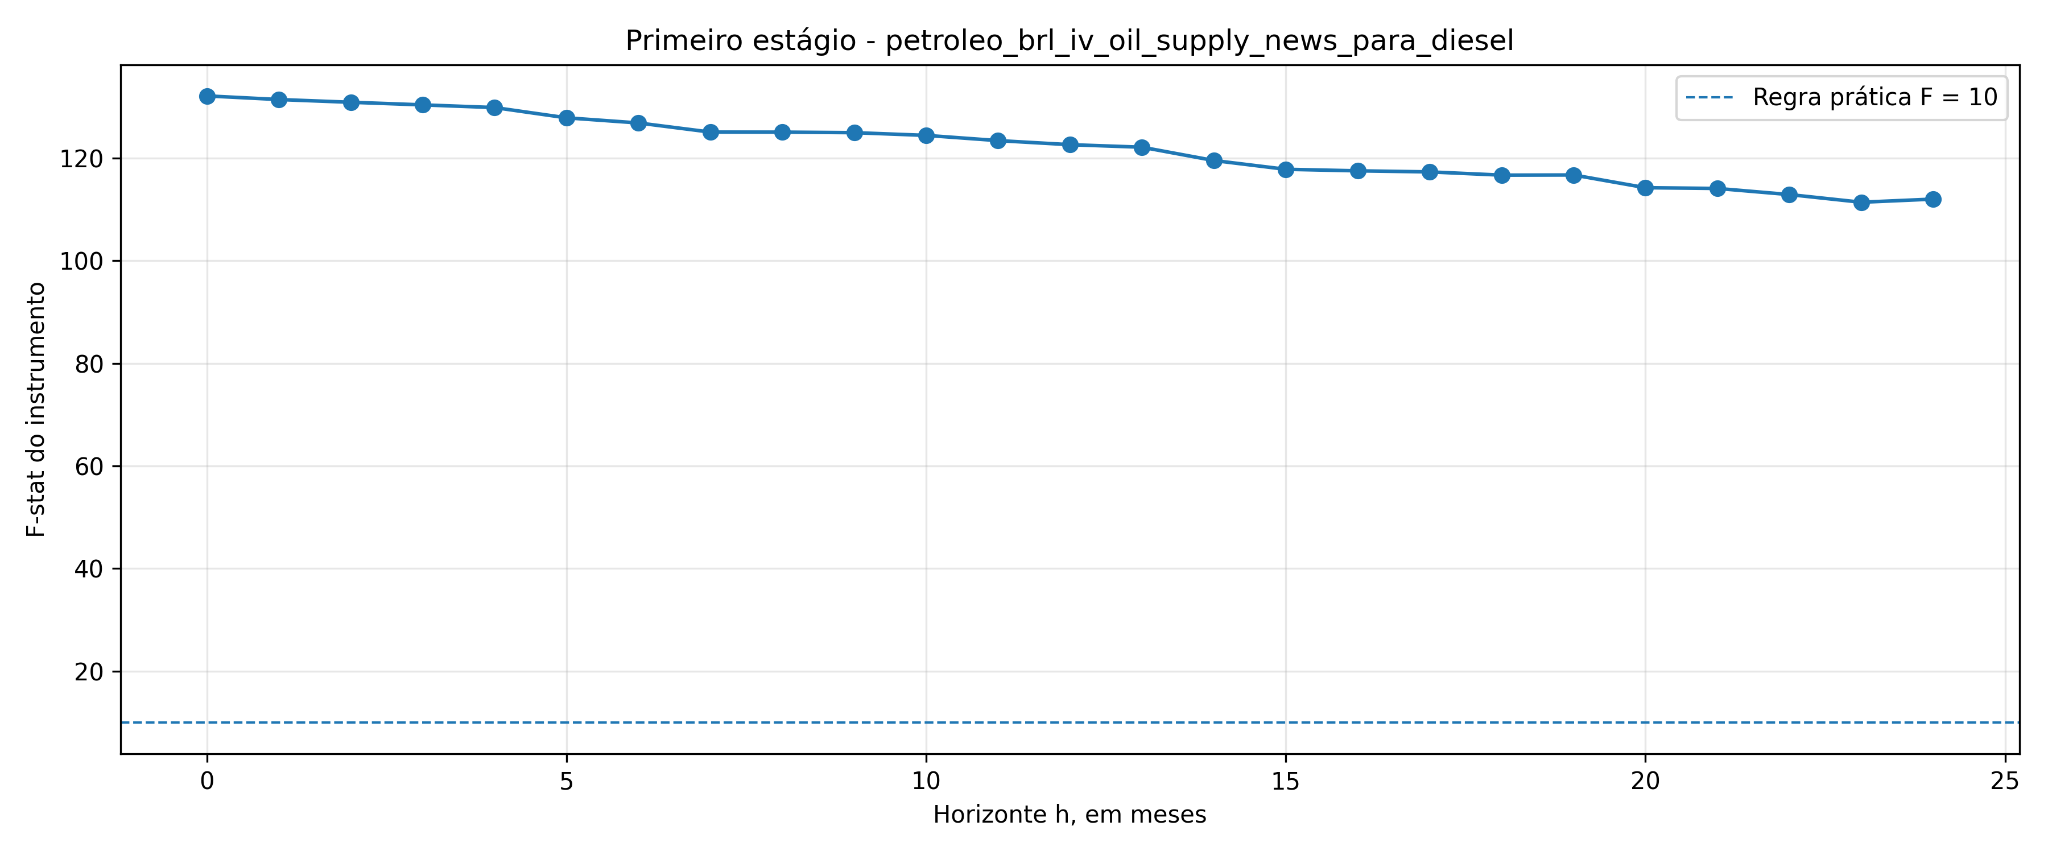 Primeiro estágio - petroleo_brl_iv_oil_supply_news_para_diesel
Regra prática F = 10
F-stat do instrumento
120
100
80
60
40
20
0 5 10 15 20 25
Horizonte h, em meses